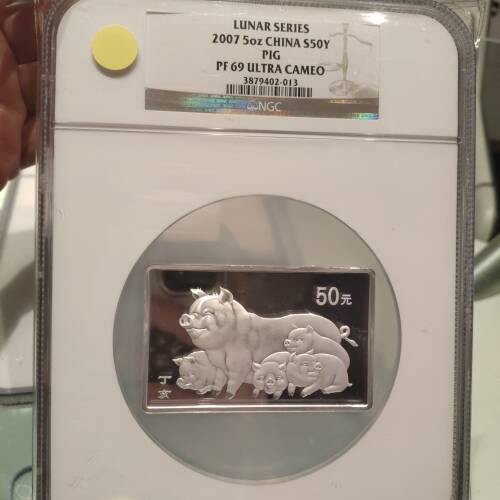 LUNAR SERIES
2007 5oz CHINA S50Y
PIG
PF 69 ULTRA CAMEO
3879402-013
NGC
50元
丁
亥